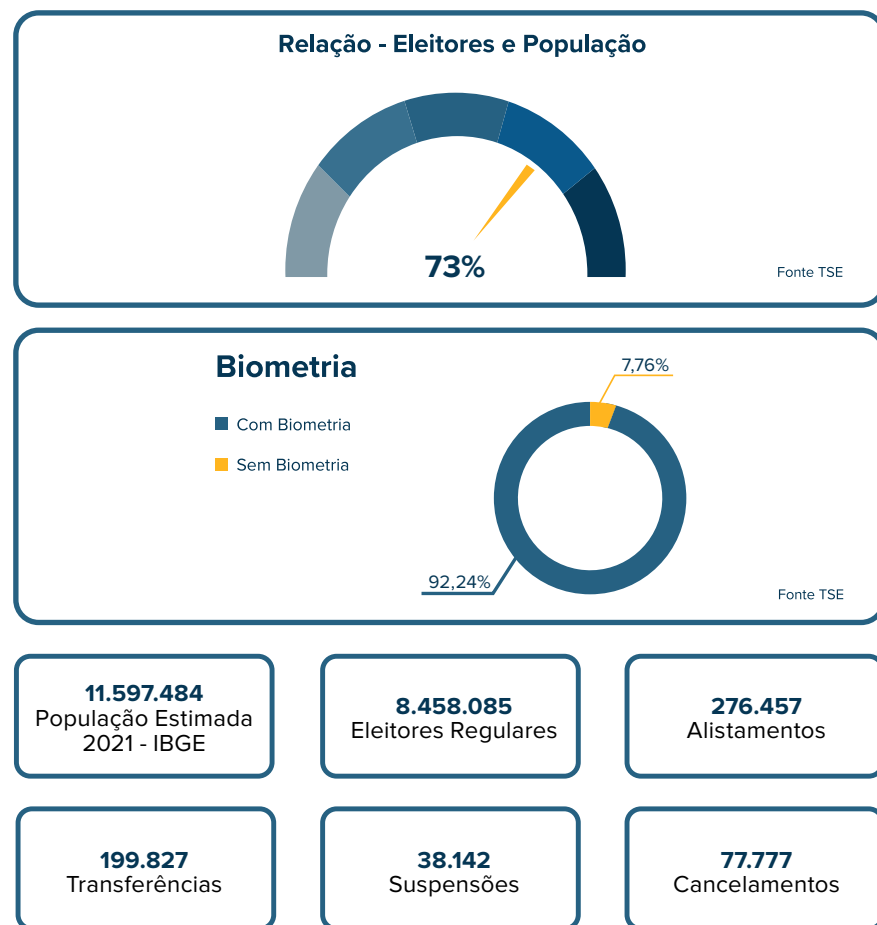 Relação - Eleitores e População
73%
Fonte TSE
Biometria
7,76%
Com Biometria
Sem Biometria
92,24%
Fonte TSE
11.597.484
População Estimada
2021 - IBGE
8.458.085
Eleitores Regulares
276.457
Alistamentos
199.827
Transferências
38.142
Suspensões
77.777
Cancelamentos